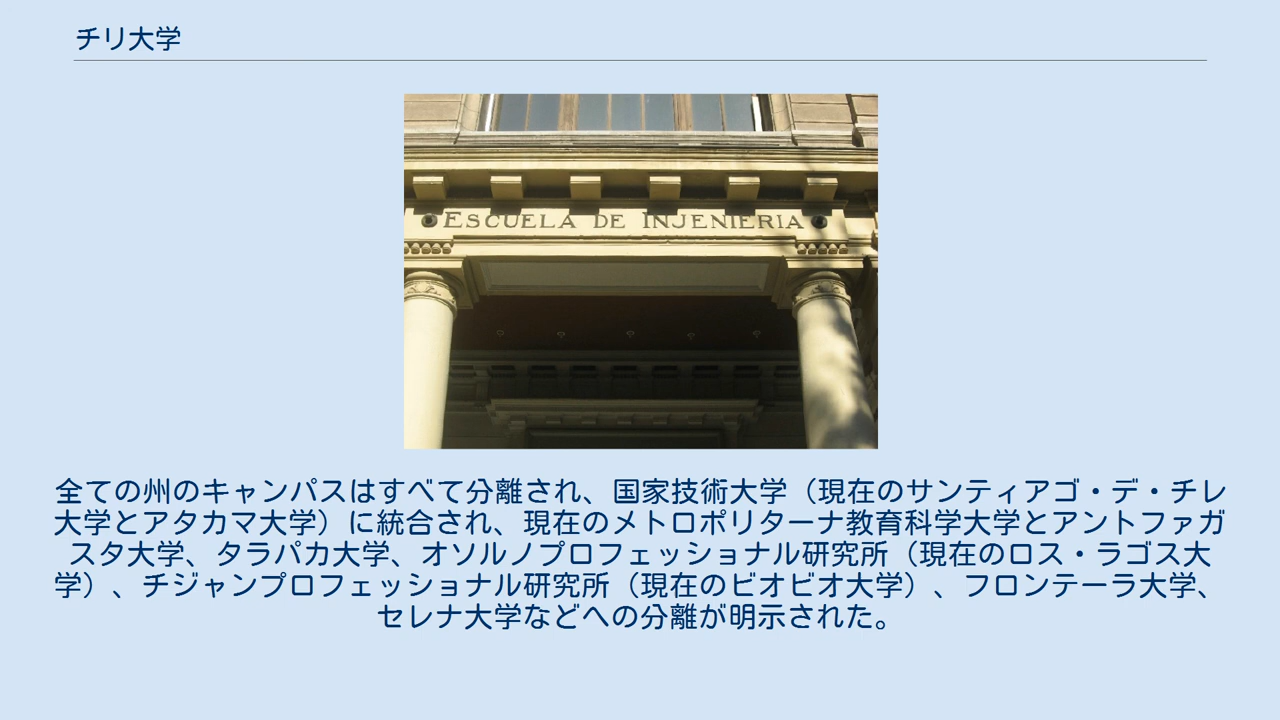 チリ大学
ESCUELA DE INJENIERIA
全ての州のキャンパスはすべて分離され、国家技術大学（現在のサンティアゴ・デ・チレ
大学とアタカマ大学）に統合され、現在のメトロポリターナ教育科学大学とアントファガ
スタ大学、タラパカ大学、オソルノプロフェッショナル研究所（現在のロス・ラゴス大
学）、チジャンプロフェッショナル研究所（現在のビオビオ大学）、フロンテーラ大学、
セレナ大学などへの分離が明示された。